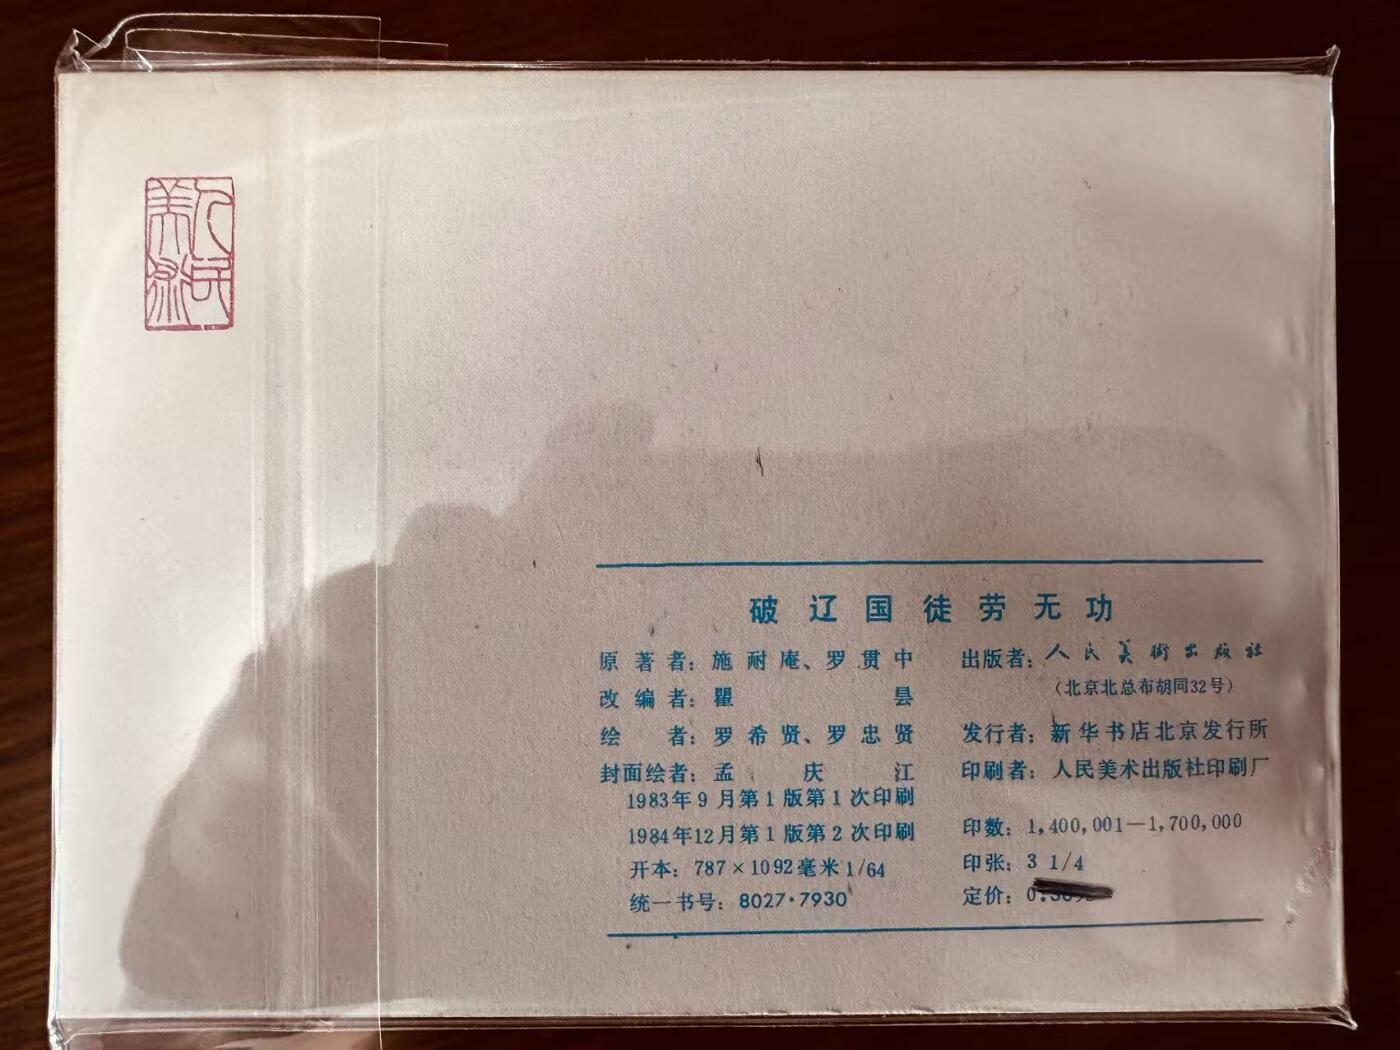 人民美术
破辽国徒劳无功
原著者：施耐庵、罗贯中
改编者：瞿昙
绘者：罗希贤、罗忠贤
封面绘者：孟庆江
1983年9月第1版第1次印刷
1984年12月第1版第2次印刷
开本：787×1092毫米1/64
统一书号：8027·7930
出版者：人民美術出版社
（北京北总布胡同32号）
发行者：新华书店北京发行所
印刷者：人民美术出版社印刷厂
印数：1,400,001—1,700,000
印张：3 1/4
定价：